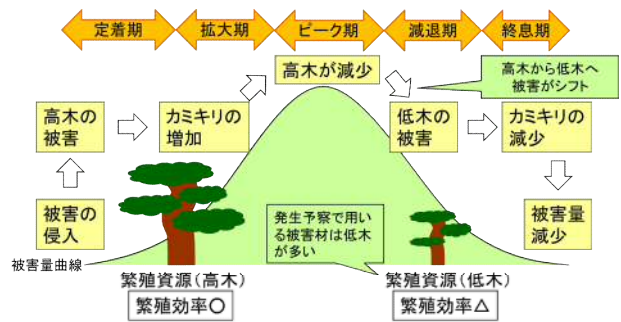 定着期
拡大期
ピーク期
減退期
終息期
高木が減少
高木から低木へ
被害がシフト
高木の
被害
カミキリの
増加
低木の
被害
カミキリの
減少
被害の
侵入
発生予察で用い
る被害材は低木
が多い
被害量
減少
被害量曲線
繁殖資源(高木)
繁殖効率○
繁殖資源(低木)
繁殖効率△